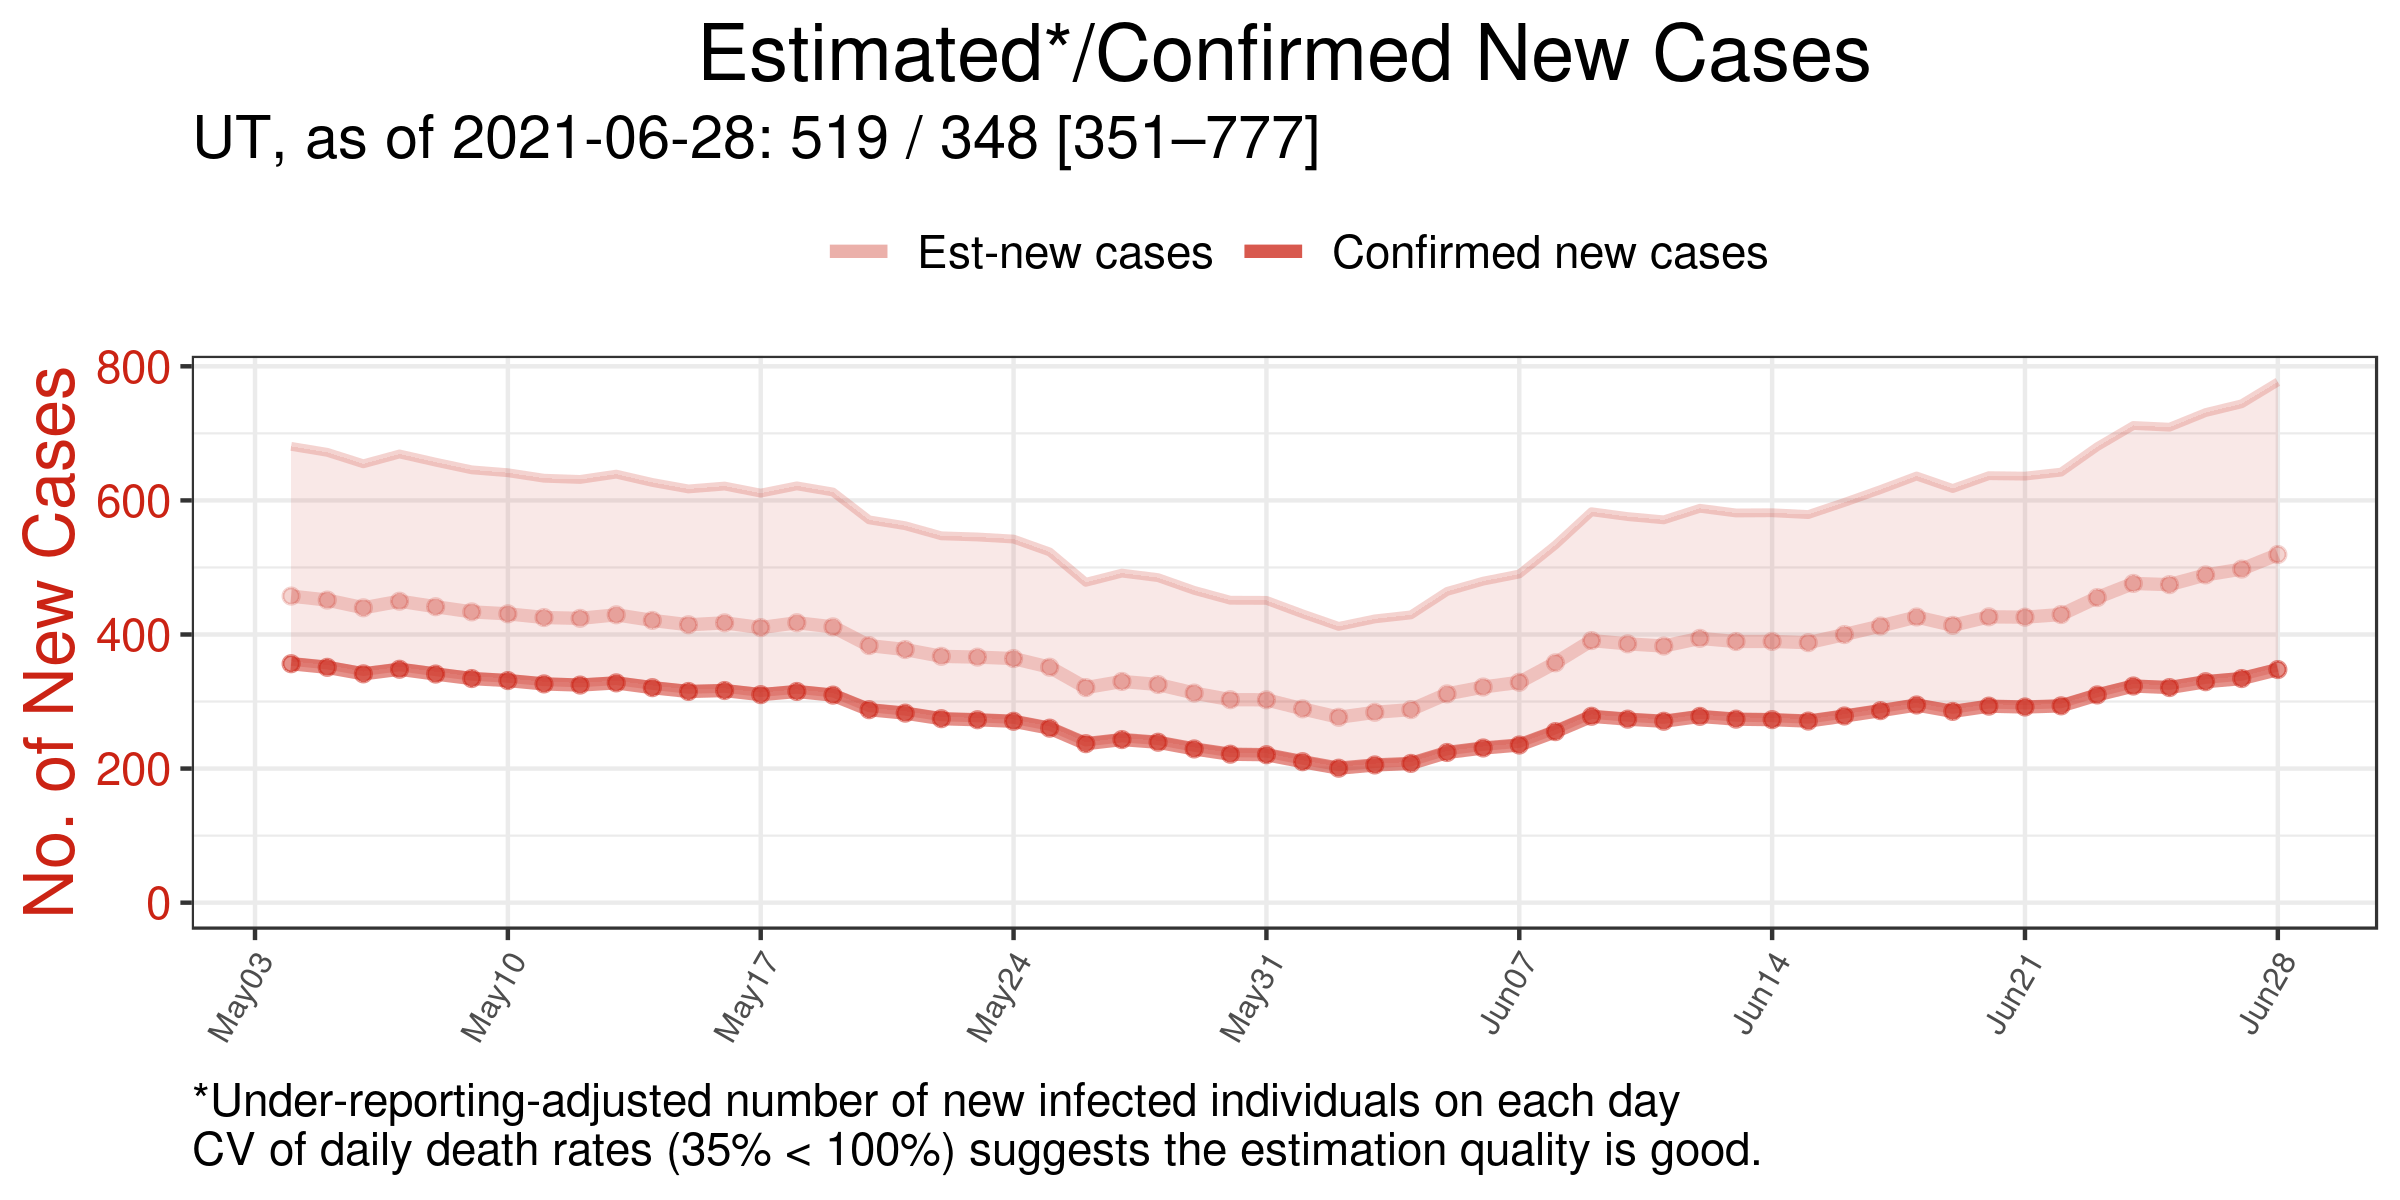 Estimated*/Confirmed New Cases
UT, as of 2021-06-28: 519 / 348 [351–777]
Est-new cases Confirmed new cases
No. of New Cases
800
600
400
200
0
May03 May10 May17 May24 May31 Jun07 Jun14 Jun21 Jun28
*Under-reporting-adjusted number of new infected individuals on each day
CV of daily death rates (35% < 100%) suggests the estimation quality is good.